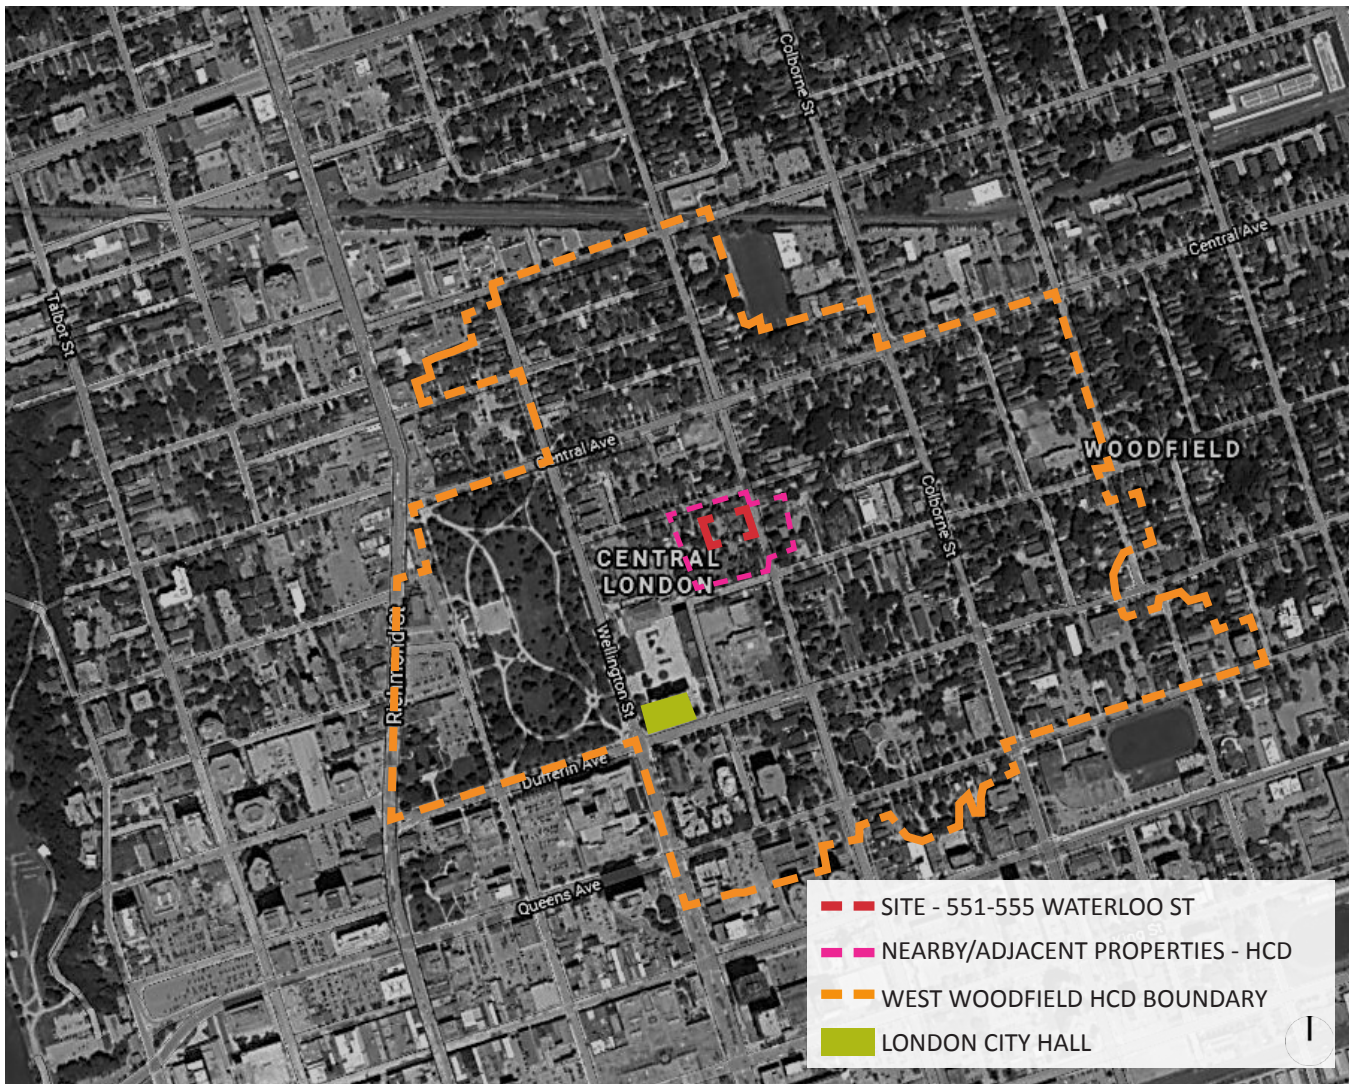 Colborne St
Central Ave
Talbot St
Central Ave
WOODFIELD
Colborne St
CENTRAL
LONDON
Richmond St
Wellington St
Dufferin Ave
Queens Ave
SITE - 551-555 WATERLOO ST
NEARBY/ADJACENT PROPERTIES - HCD
WEST WOODFIELD HCD BOUNDARY
LONDON CITY HALL